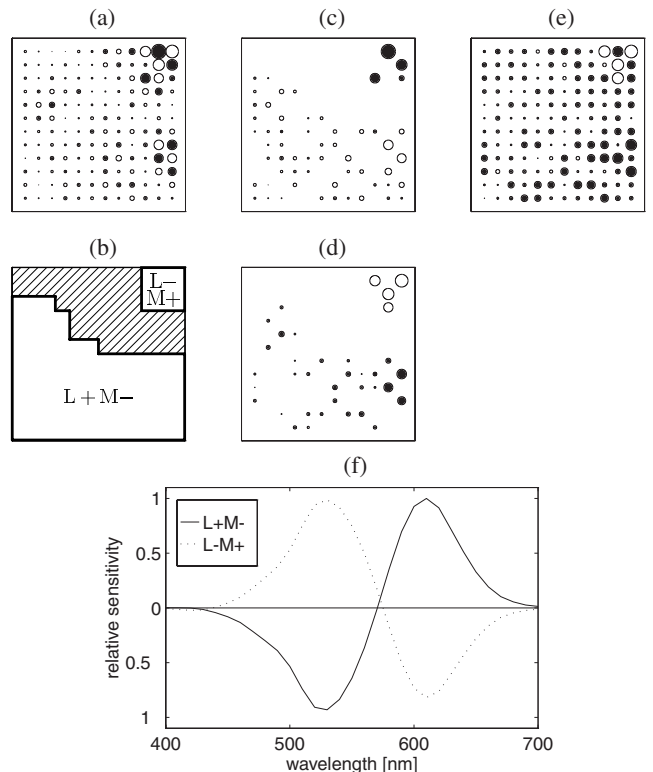 (a) (c) (e)
(b) (d)
L−
M+
L + M−
(f)
L+M-
L-M+
relative sensitivity
1
0.5
0
0.5
1
400 500 600 700
wavelength [nm]